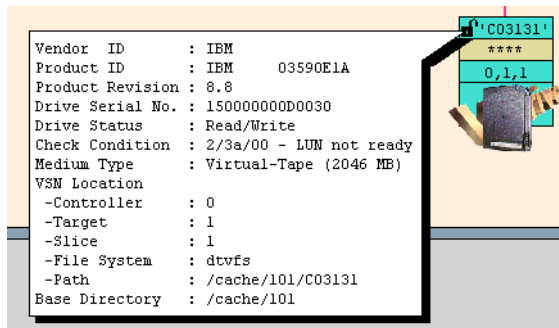 Vendor ID : IBM
Product ID : IBM 03590E1A
Product Revision : 8.8
Drive Serial No. : 150000000D0030
Drive Status : Read/Write
Check Condition : 2/3a/00 - LUN not ready
Medium Type : Virtual-Tape (2046 MB)
VSN Location
-Controller : 0
-Target : 1
-Slice : 1
-File System : dtvfs
-Path : /cache/101/C03131
Base Directory : /cache/101
'C03131'
****
0,1,1